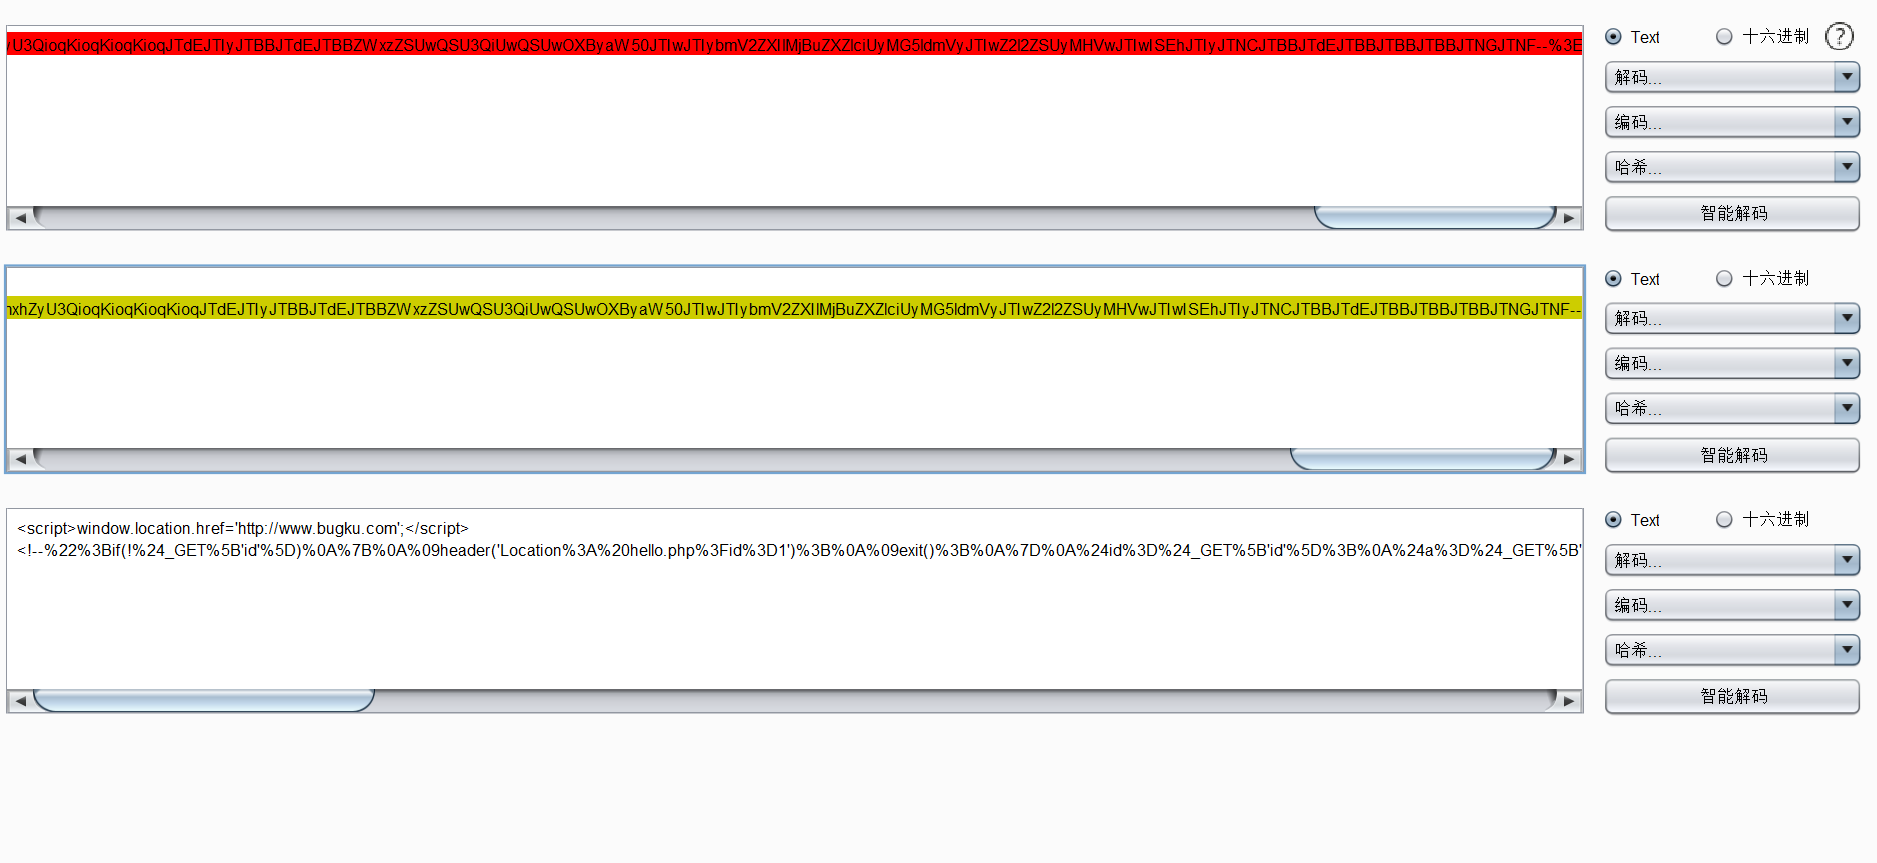 yU3QioqKioqKioqKioqJTdEJTIyJTBBJTdEJTBBZWxzZSUwQSU3QiUwQSUwOXByaW50JTIwJTIybmV2ZXIlMjBuZXZlciUyMG5ldmVyJTIwZ2l2ZSUyMHVwJTIwISEhJTIyJTNCJTBBJTdEJTBBJTBBJTBBJTNGJTNF--%3E
Text 十六进制 ?
解码...
编码...
哈希...
智能解码
nxhZyU3QioqKioqKioqKioqJTdEJTIyJTBBJTdEJTBBZWxzZSUwQSU3QiUwQSUwOXByaW50JTIwJTIybmV2ZXIlMjBuZXZlciUyMG5ldmVyJTIwZ2l2ZSUyMHVwJTIwISEhJTIyJTNCJTBBJTdEJTBBJTBBJTBBJTNGJTNF--
Text 十六进制
解码...
编码...
哈希...
智能解码
<script>window.location.href='http://www.bugku.com';</script>
<!--%22%3Bif(!%24_GET%5B'id'%5D)%0A%7B%0A%09header('Location%3A%20hello.php%3Fid%3D1')%3B%0A%09exit()%3B%0A%7D%0A%24id%3D%24_GET%5B'id'%5D%3B%0A%24a%3D%24_GET%5B'
Text 十六进制
解码...
编码...
哈希...
智能解码